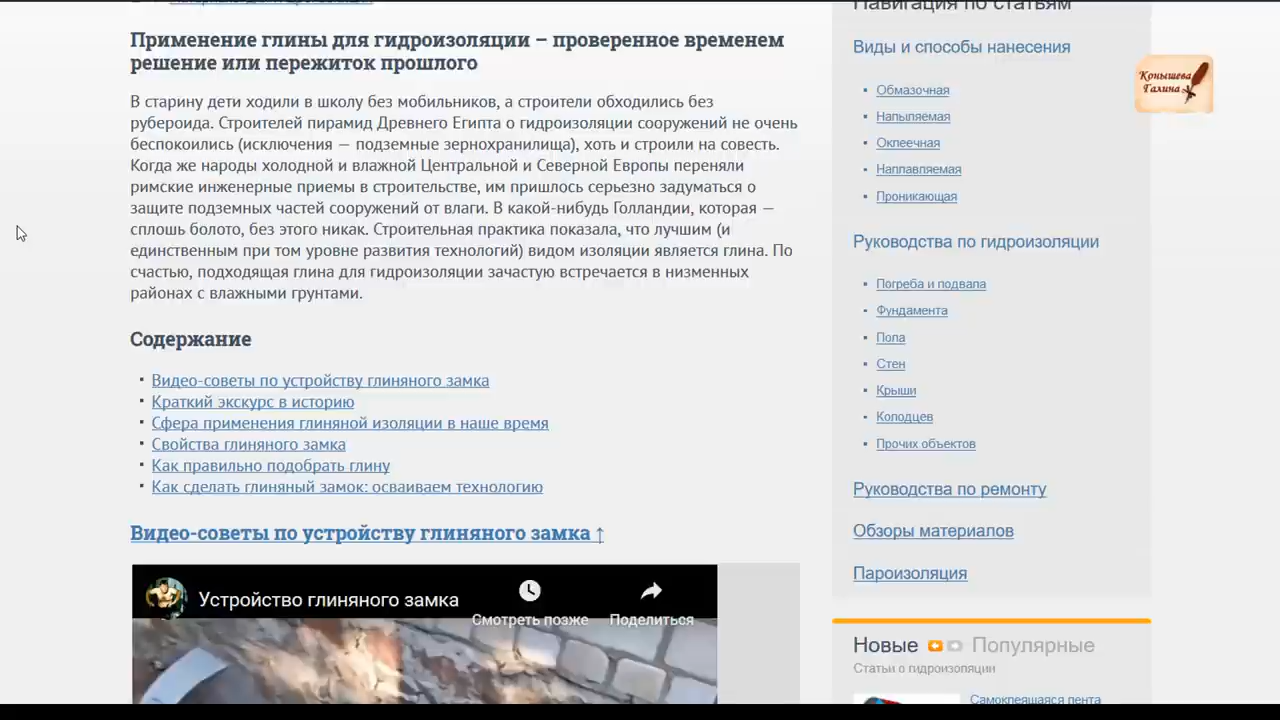 Применение глины для гидроизоляции – проверенное временем
решение или пережиток прошлого
В старину дети ходили в школу без мобильников, а строители обходились без
рубероида. Строителей пирамид Древнего Египта о гидроизоляции сооружений не очень
беспокоились (исключения — подземные зернохранилища), хоть и строили на совесть.
Когда же народы холодной и влажной Центральной и Северной Европы переняли
римские инженерные приемы в строительстве, им пришлось серьезно задуматься о
защите подземных частей сооружений от влаги. В какой-нибудь Голландии, которая —
сплошь болото, без этого никак. Строительная практика показала, что лучшим (и
единственным при том уровне развития технологий) видом изоляции является глина. По
счастью, подходящая глина для гидроизоляции зачастую встречается в низменных
районах с влажными грунтами.
Содержание
Видео-советы по устройству глиняного замка
Краткий экскурс в историю
Сфера применения глиняной изоляции в наше время
Свойства глиняного замка
Как правильно подобрать глину
Как сделать глиняный замок: осваиваем технологию
Видео-советы по устройству глиняного замка ↑
Устройство глиняного замка
Смотреть позже
Поделиться
Навигация по статьям
Виды и способы нанесения
Обмазочная
Напыляемая
Оклеечная
Наплавляемая
Проникающая
Руководства по гидроизоляции
Погреба и подвала
Фундамента
Пола
Стен
Крыши
Колодцев
Прочих объектов
Руководства по ремонту
Обзоры материалов
Пароизоляция
Новые Популярные
Статьи о гидроизоляции
Самоклеящаяся лента
Конышева
Галина